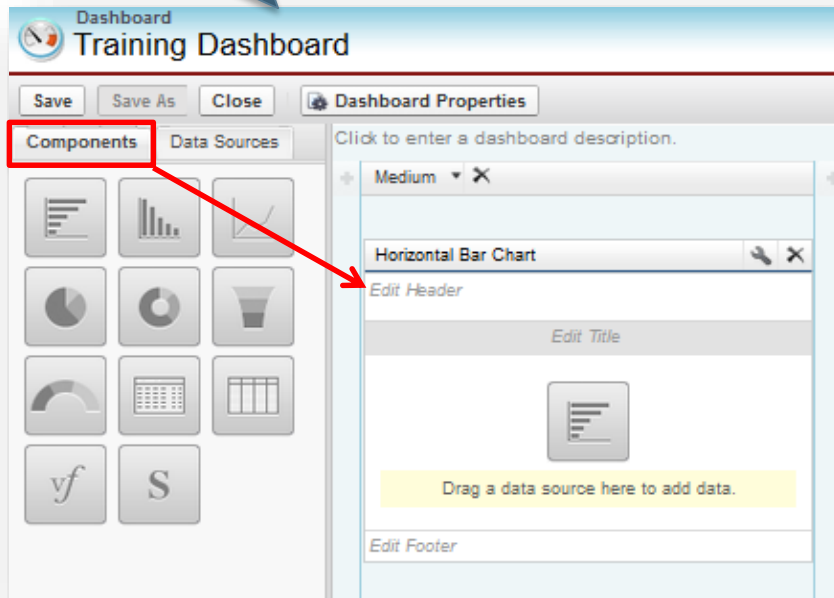 Dashboard
Training Dashboard
Save Save As Close Dashboard Properties
Components Data Sources Click to enter a dashboard description.
Medium
Horizontal Bar Chart
Edit Header
Edit Title
Drag a data source here to add data.
vf S
Edit Footer